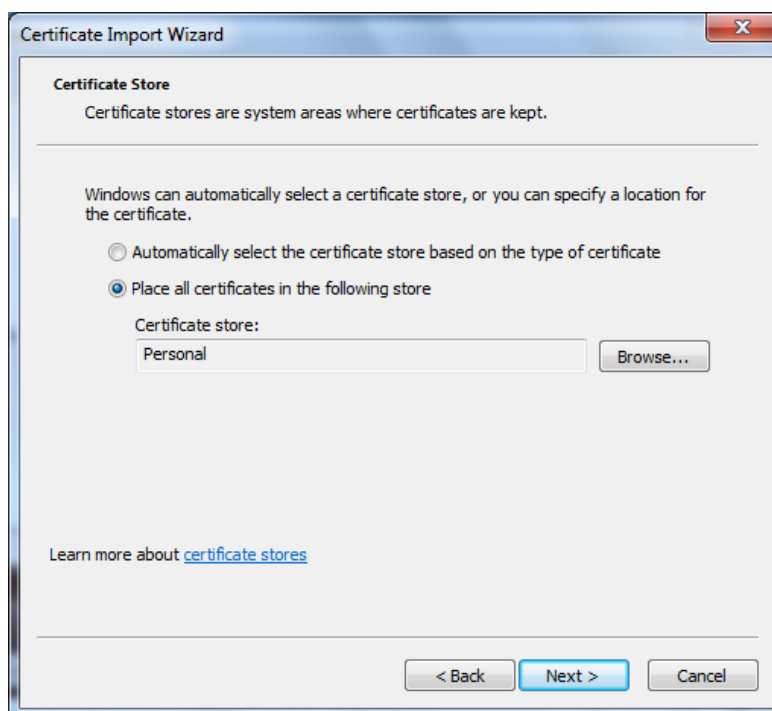 Certificate Import Wizard
Certificate Store
Certificate stores are system areas where certificates are kept.
Windows can automatically select a certificate store, or you can specify a location for
the certificate.
Automatically select the certificate store based on the type of certificate
Place all certificates in the following store
Certificate store:
Personal
Browse...
Learn more about certificate stores
< Back
Next >
Cancel